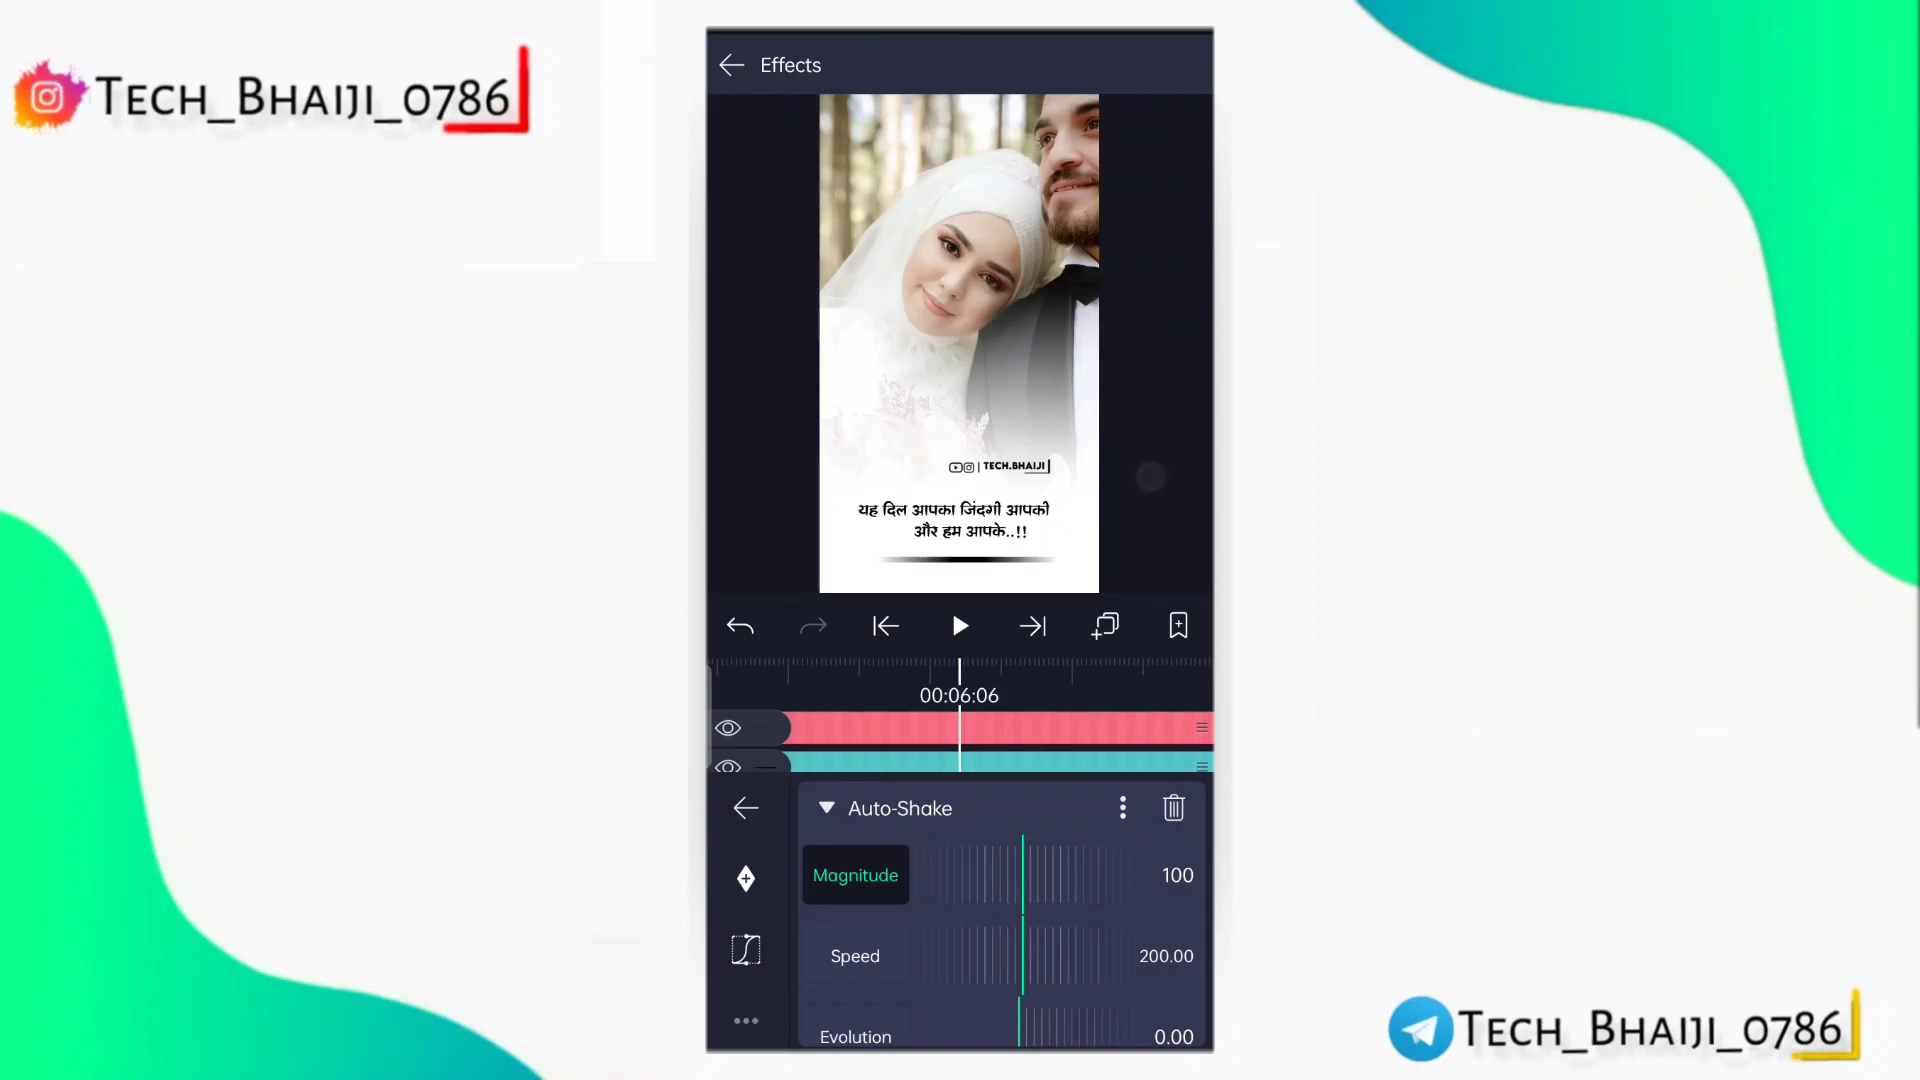 TECH_BHAIJI_0786
Effects
| TECH.BHAIJI
यह दिल आपका जिंदगी आपकी
और हम आपके..!!
00:06:06
Auto-Shake
Magnitude 100
Speed 200.00
Evolution 0.00
TECH_BHAIJI_0786